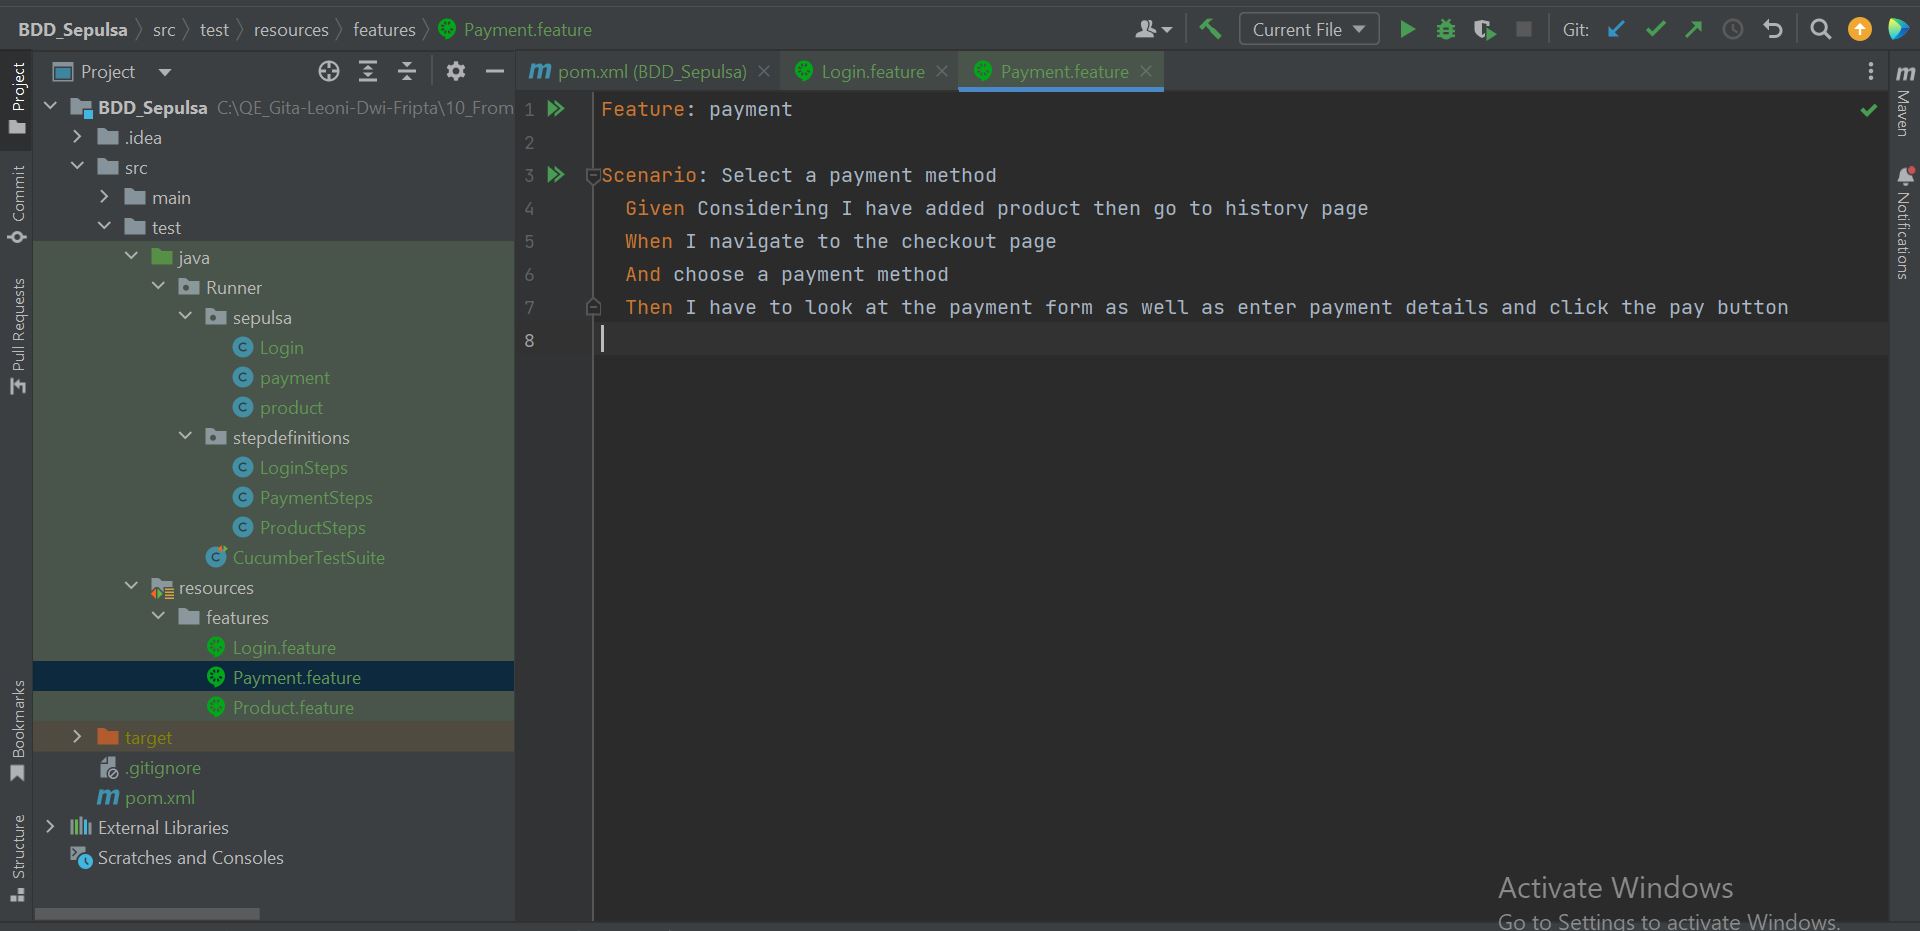 BDD_Sepulsa src test resources features Payment.feature Current File Git:
Project
Commit
Pull Requests
Bookmarks
Structure
Project
BDD_Sepulsa C:\QE_Gita-Leoni-Dwi-Fripta\10_From
.idea
src
main
test
java
Runner
sepulsa
Login
payment
product
stepdefinitions
LoginSteps
PaymentSteps
ProductSteps
CucumberTestSuite
resources
features
Login.feature
Payment.feature
Product.feature
target
.gitignore
pom.xml
External Libraries
Scratches and Consoles
pom.xml (BDD_Sepulsa) Login.feature Payment.feature
1 Feature: payment
2
3 Scenario: Select a payment method
4 Given Considering I have added product then go to history page
5 When I navigate to the checkout page
6 And choose a payment method
7 Then I have to look at the payment form as well as enter payment details and click the pay button
8
Maven
Notifications
Activate Windows
Go to Settings to activate Windows.